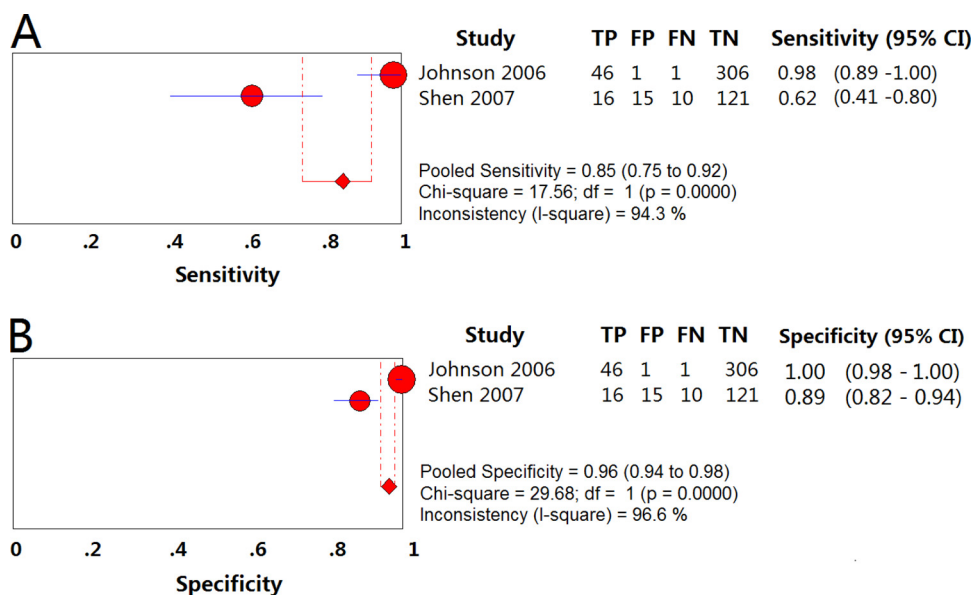 A
Study TP FP FN TN Sensitivity (95% CI)
Johnson 2006 46 1 1 306 0.98 (0.89 -1.00)
Shen 2007 16 15 10 121 0.62 (0.41 -0.80)
Pooled Sensitivity = 0.85 (0.75 to 0.92)
Chi-square = 17.56; df = 1 (p = 0.0000)
Inconsistency (I-square) = 94.3 %
0 .2 .4 .6 .8 1
Sensitivity
B
Study TP FP FN TN Specificity (95% CI)
Johnson 2006 46 1 1 306 1.00 (0.98 - 1.00)
Shen 2007 16 15 10 121 0.89 (0.82 - 0.94)
Pooled Specificity = 0.96 (0.94 to 0.98)
Chi-square = 29.68; df = 1 (p = 0.0000)
Inconsistency (I-square) = 96.6 %
0 .2 .4 .6 .8 1
Specificity